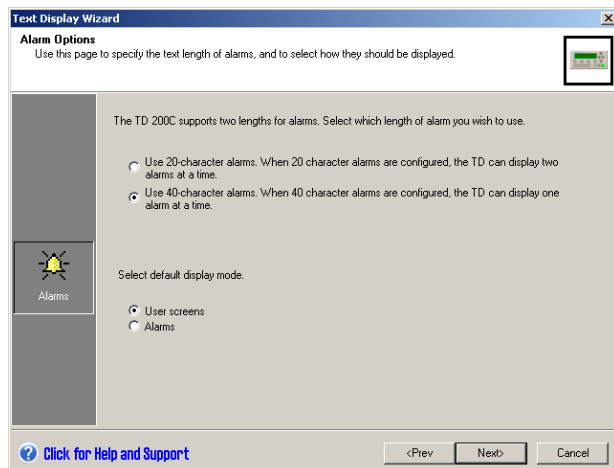 Text Display Wizard
Alarm Options
Use this page to specify the text length of alarms, and to select how they should be displayed.
The TD 200C supports two lengths for alarms. Select which length of alarm you wish to use.
Use 20-character alarms. When 20 character alarms are configured, the TD can display two
alarms at a time.
Use 40-character alarms. When 40 character alarms are configured, the TD can display one
alarm at a time.
Alarms
Select default display mode.
User screens
Alarms
Click for Help and Support
<Prev
Next>
Cancel